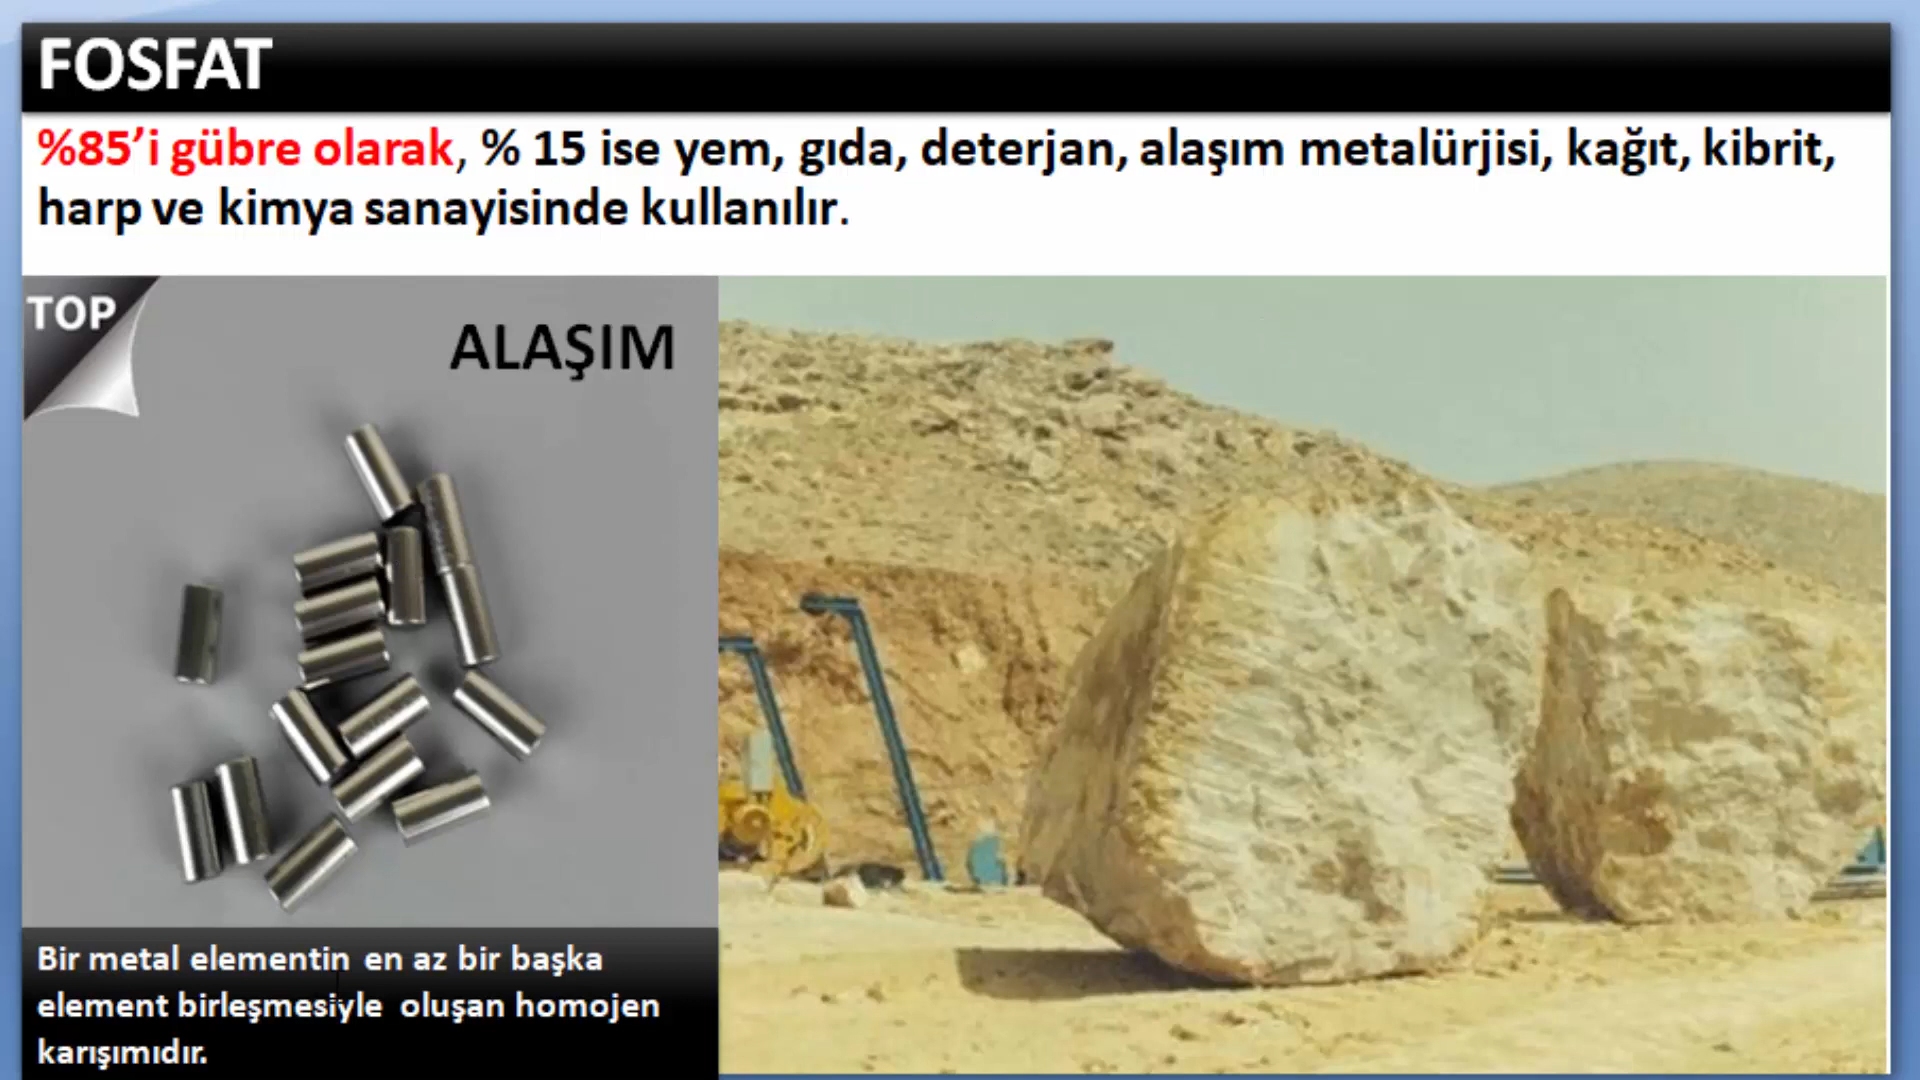 FOSFAT
%85’i gübre olarak, % 15 ise yem, gıda, deterjan, alaşım metalürjisi, kağıt, kibrit,
harp ve kimya sanayisinde kullanılır.
TOP
ALAŞIM
Bir metal elementin en az bir başka
element birleşmesiyle oluşan homojen
karışımıdır.